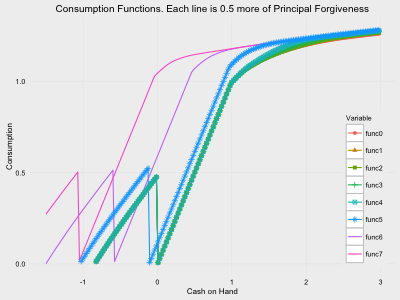 Consumption Functions. Each line is 0.5 more of Principal Forgiveness
1.0
0.5
0.0
Consumption
-1
0
1
2
3
Cash on Hand
Variable
func0
func1
func2
func3
func4
func5
func6
func7